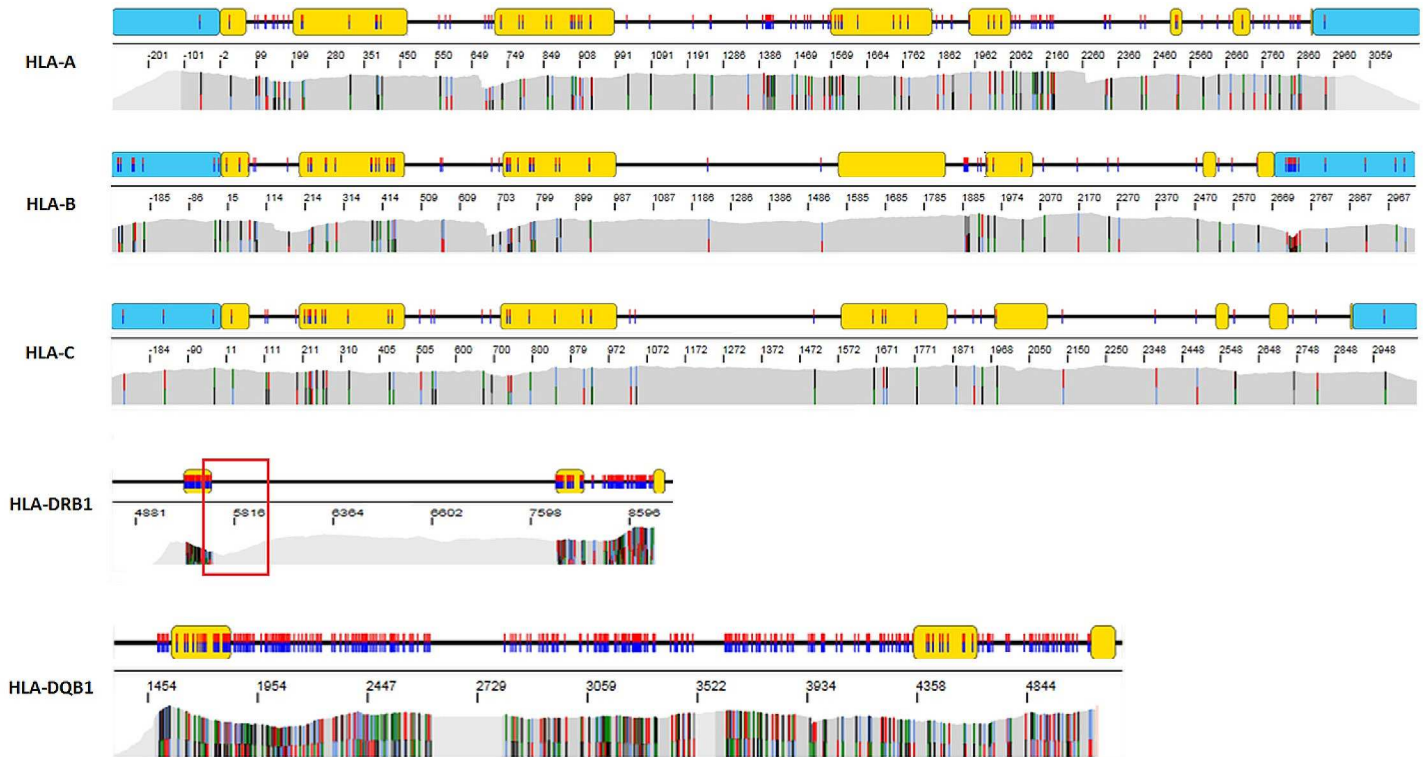 -201 -101 -2 99 199 280 351 450 550 649 749 849 908 991 1091 1191 1286 1386 1469 1569 1664 1762 1862 1962 2062 2160 2260 2360 2460 2560 2660 2760 2860 2960 3059
HLA-A
-185 -86 15 114 214 314 414 509 609 703 799 899 987 1087 1186 1286 1386 1486 1585 1685 1785 1885 1974 2070 2170 2270 2370 2470 2570 2669 2767 2867 2967
HLA-B
-184 -90 11 111 211 310 405 505 600 700 800 879 972 1072 1172 1272 1372 1472 1572 1671 1771 1871 1968 2050 2150 2250 2348 2448 2548 2648 2748 2848 2948
HLA-C
4881 5816 6364 6602 7598 8596
HLA-DRB1
1454 1954 2447 2729 3059 3522 3934 4358 4844
HLA-DQB1